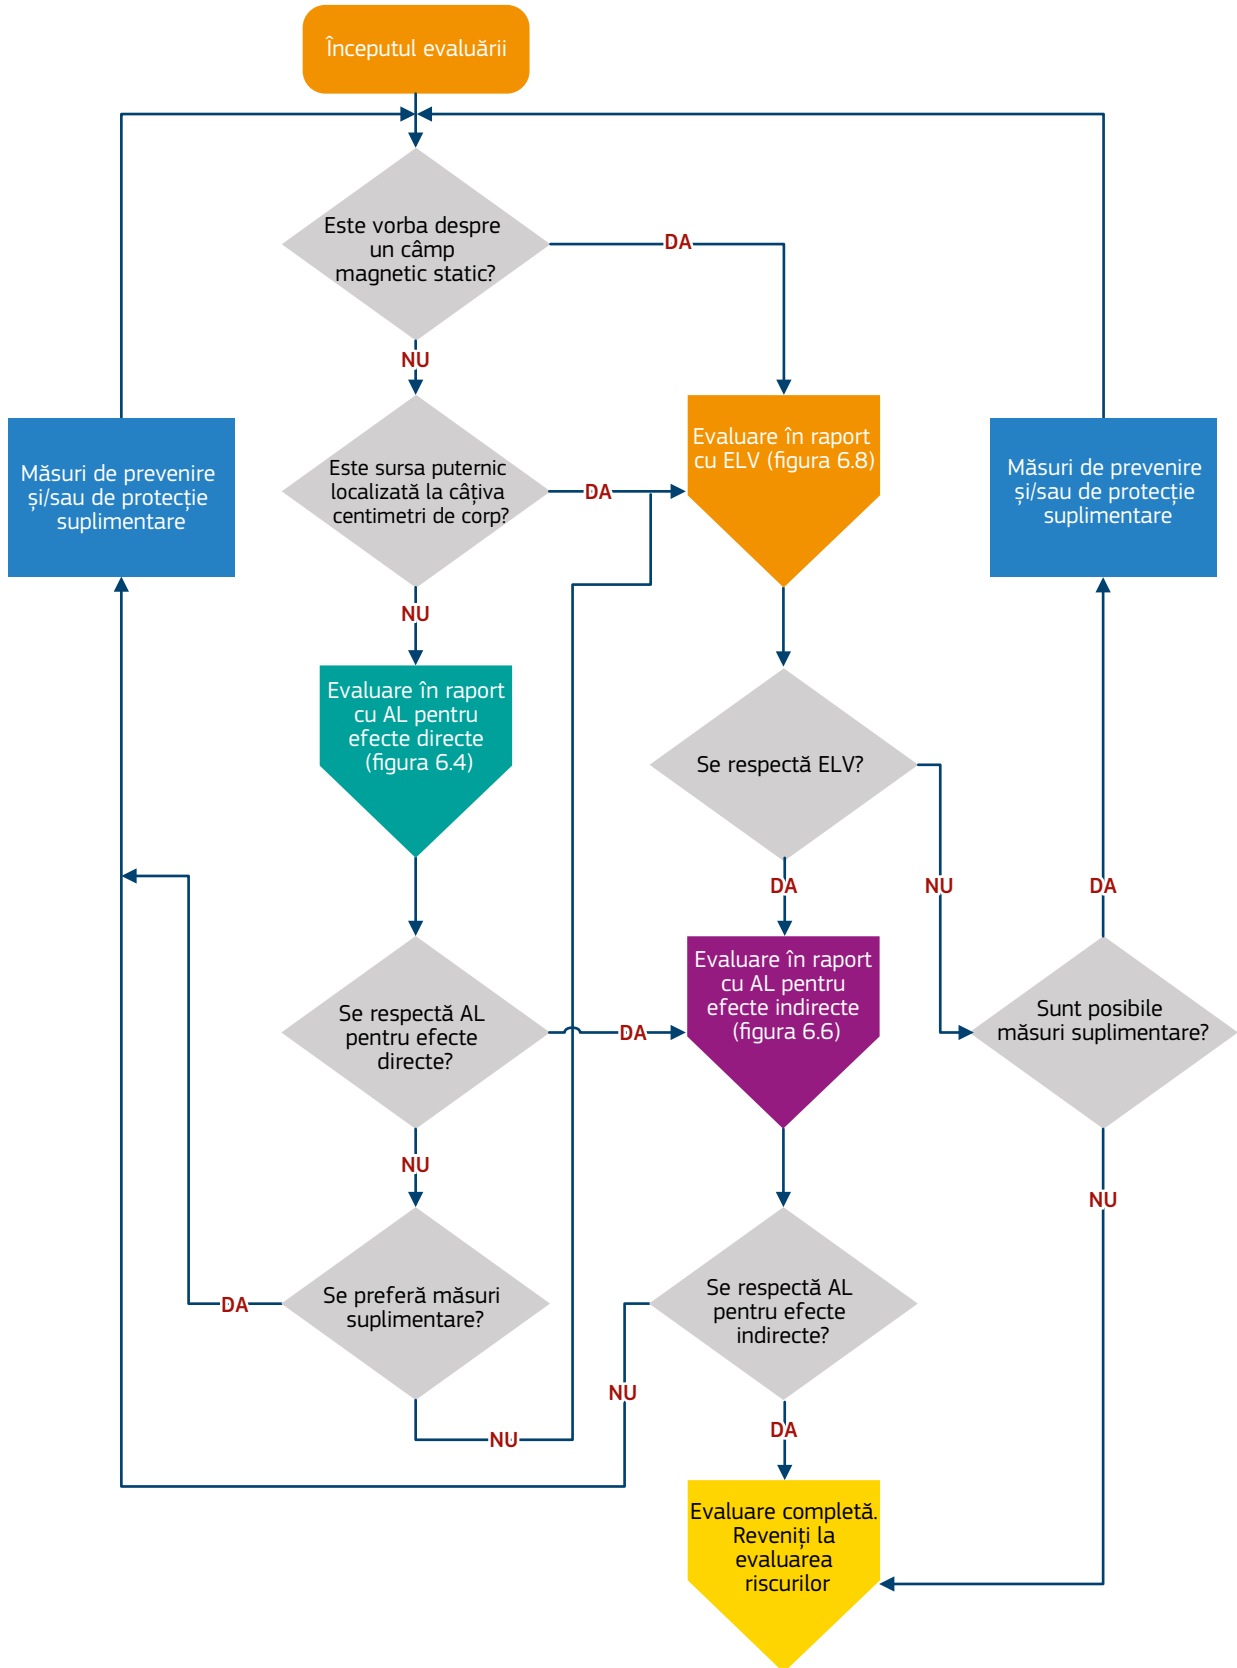 Începutul evaluării
Este vorba despre
un câmp
magnetic static?
DA
NU
Măsuri de prevenire
și/sau de protecție
suplimentare
Este sursa puternic
localizată la câțiva
centimetri de corp?
DA
Evaluare în raport
cu ELV (figura 6.8)
Măsuri de prevenire
și/sau de protecție
suplimentare
NU
Evaluare în raport
cu AL pentru
efecte directe
(figura 6.4)
Se respectă ELV?
DA
NU
DA
Se respectă AL
pentru efecte
directe?
DA
Evaluare în raport
cu AL pentru
efecte indirecte
(figura 6.6)
Sunt posibile
măsuri suplimentare?
NU
NU
Se preferă măsuri
suplimentare?
DA
Se respectă AL
pentru efecte
indirecte?
NU
NU
DA
Evaluare completă.
Reveniți la
evaluarea
riscurilor